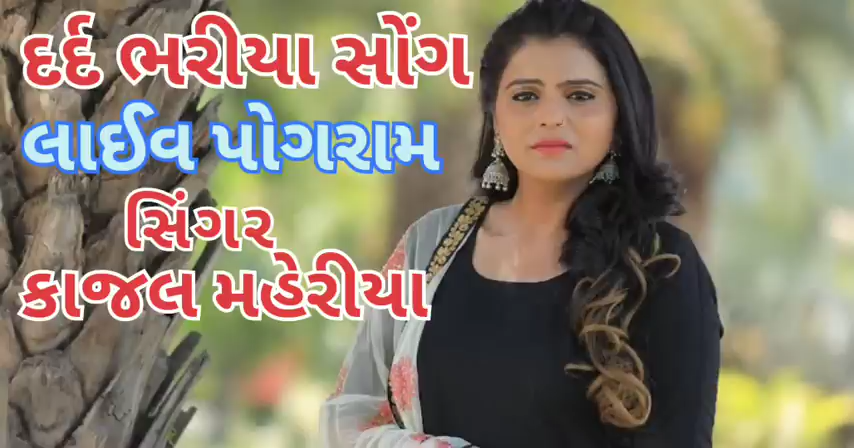 દર્દ ભરીયા સોંગ
લાઈવ પોગરામ
સિંગર
કાજલ મહેરીયા